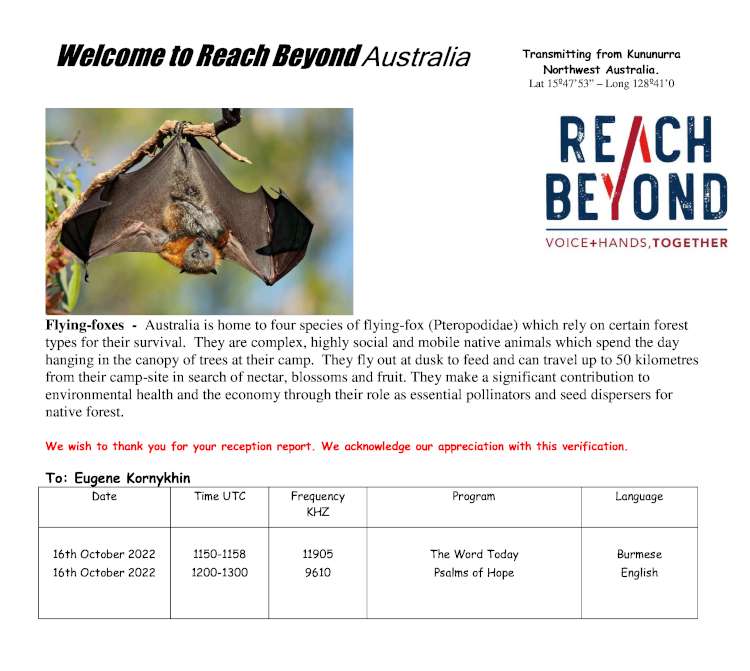 Welcome to Reach Beyond Australia
Transmitting from Kununurra
Northwest Australia.
Lat 15º47'53" – Long 128º41'0
REACH
BEYOND
VOICE+HANDS,TOGETHER
Flying-foxes - Australia is home to four species of flying-fox (Pteropodidae) which rely on certain forest
types for their survival. They are complex, highly social and mobile native animals which spend the day
hanging in the canopy of trees at their camp. They fly out at dusk to feed and can travel up to 50 kilometres
from their camp-site in search of nectar, blossoms and fruit. They make a significant contribution to
environmental health and the economy through their role as essential pollinators and seed dispersers for
native forest.
We wish to thank you for your reception report. We acknowledge our appreciation with this verification.
To: Eugene Kornykhin
Date Time UTC Frequency KHZ Program Language
16th October 2022 1150-1158 11905 The Word Today Burmese
16th October 2022 1200-1300 9610 Psalms of Hope English